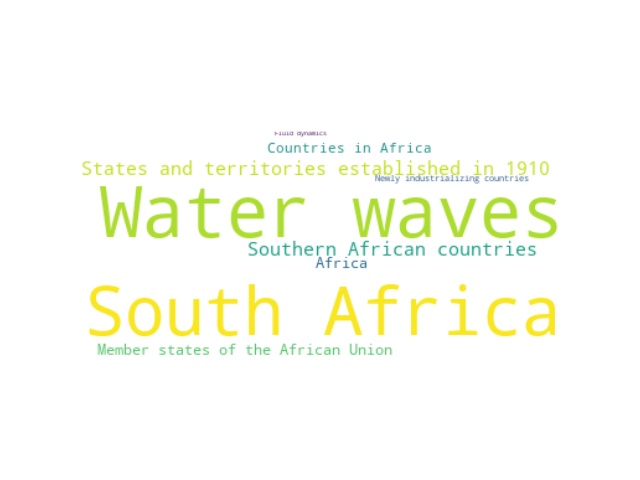 Fluid dynamics
Countries in Africa
States and territories established in 1910
Newly industrializing countries
Water waves
Southern African countries
Africa
South Africa
Member states of the African Union